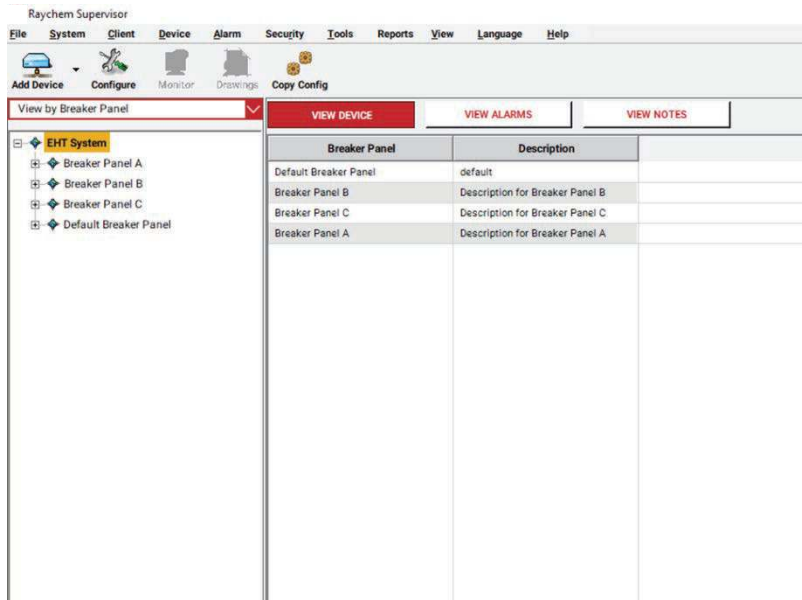 Raychem Supervisor
File System Client Device Alarm Security Tools Reports View Language Help
Add Device Configure Monitor Drawings Copy Config
View by Breaker Panel
VIEW DEVICE VIEW ALARMS VIEW NOTES
EHT System
Breaker Panel A
Breaker Panel B
Breaker Panel C
Default Breaker Panel
Breaker Panel Description
Default Breaker Panel default
Breaker Panel B Description for Breaker Panel B
Breaker Panel C Description for Breaker Panel C
Breaker Panel A Description for Breaker Panel A